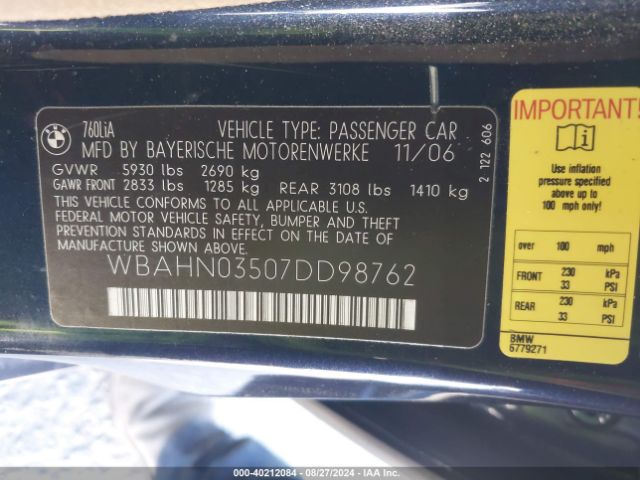 BMW
760LiA VEHICLE TYPE: PASSENGER CAR
MFD BY BAYERISCHE MOTORENWERKE 11/06
GVWR 5930 lbs 2690 kg
GAWR FRONT 2833 lbs 1285 kg REAR 3108 lbs 1410 kg
THIS VEHICLE CONFORMS TO ALL APPLICABLE U.S.
FEDERAL MOTOR VEHICLE SAFETY, BUMPER AND THEFT
PREVENTION STANDARDS IN EFFECT ON THE DATE OF
MANUFACTURE SHOWN ABOVE.
WBAHN03507DD98762
2 122 606
IMPORTANT!
i
Use inflation
pressure specified
above up to
100 mph only!
over 100 mph
FRONT 230 kPa
33 PSI
REAR 230 kPa
33 PSI
BMW
6779271
000-40212084 - 08/27/2024 - IAA Inc.